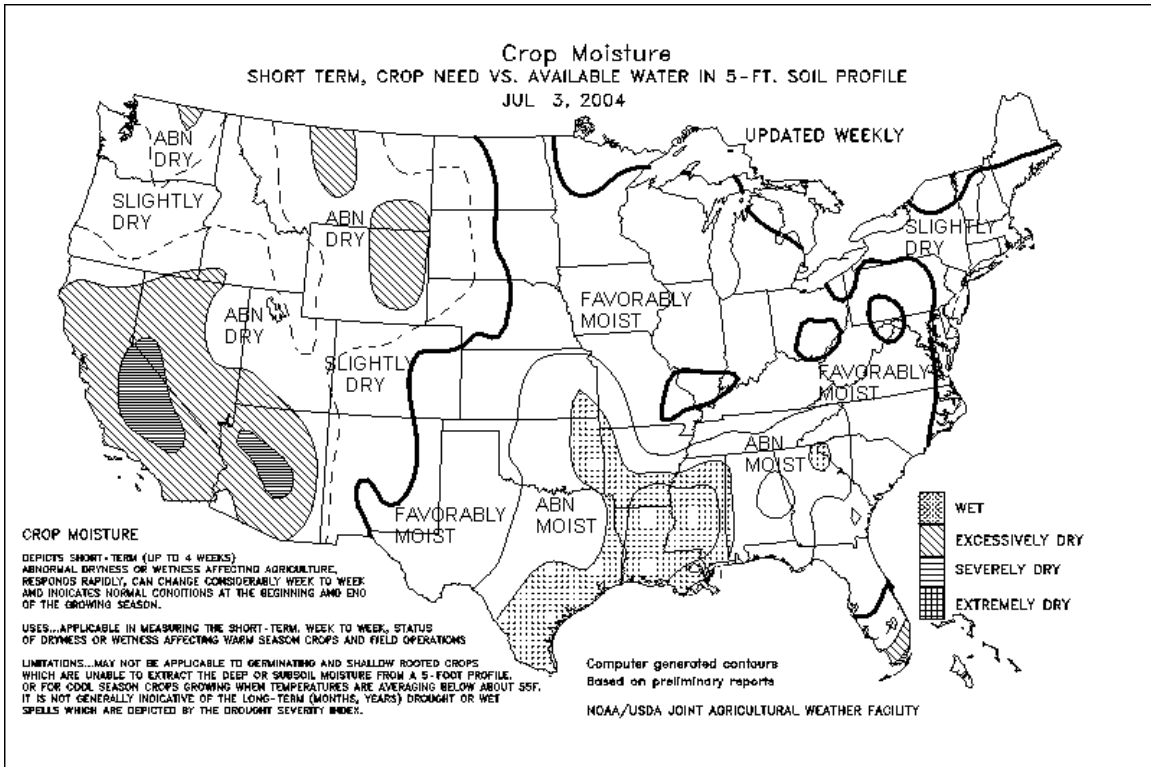 Crop Moisture
SHORT TERM, CROP NEED VS. AVAILABLE WATER IN 5-FT. SOIL PROFILE
JUL 3, 2004
UPDATED WEEKLY
ABN
DRY
SLIGHTLY
DRY
ABN
DRY
SLIGHTLY
DRY
ABN
DRY
FAVORABLY
MOIST
SLIGHTLY
DRY
FAVORABLY
MOIST
ABN
MOIST
FAVORABLY
MOIST
ABN
MOIST
WET
EXCESSIVELY DRY
SEVERELY DRY
EXTREMELY DRY
CROP MOISTURE
DEPICTS SHORT-TERM (UP TO 4 WEEKS)
ABNORMAL DRYNESS OR WETNESS AFFECTING AGRICULTURE,
RESPONDS RAPIDLY, CAN CHANGE CONSIDERABLY WEEK TO WEEK
AND INDICATES NORMAL CONDITIONS AT THE BEGINNING AND END
OF THE GROWING SEASON.
USES...APPLICABLE IN MEASURING THE SHORT-TERM, WEEK TO WEEK, STATUS
OF DRYNESS OR WETNESS AFFECTING WARM SEASON CROPS AND FIELD OPERATIONS
LIMITATIONS...MAY NOT BE APPLICABLE TO GERMINATING AND SHALLOW ROOTED CROPS
WHICH ARE UNABLE TO EXTRACT THE DEEP OR SUBSOIL MOISTURE FROM A 5-FOOT PROFILE,
OR FOR COOL SEASON CROPS GROWING WHEN TEMPERATURES ARE AVERAGING BELOW ABOUT 55F.
IT IS NOT GENERALLY INDICATIVE OF THE LONG-TERM (MONTHS, YEARS) DROUGHT OR WET
SPELLS WHICH ARE DEPICTED BY THE DROUGHT SEVERITY INDEX.
Computer generated contours
Based on preliminary reports
NOAA/USDA JOINT AGRICULTURAL WEATHER FACILITY